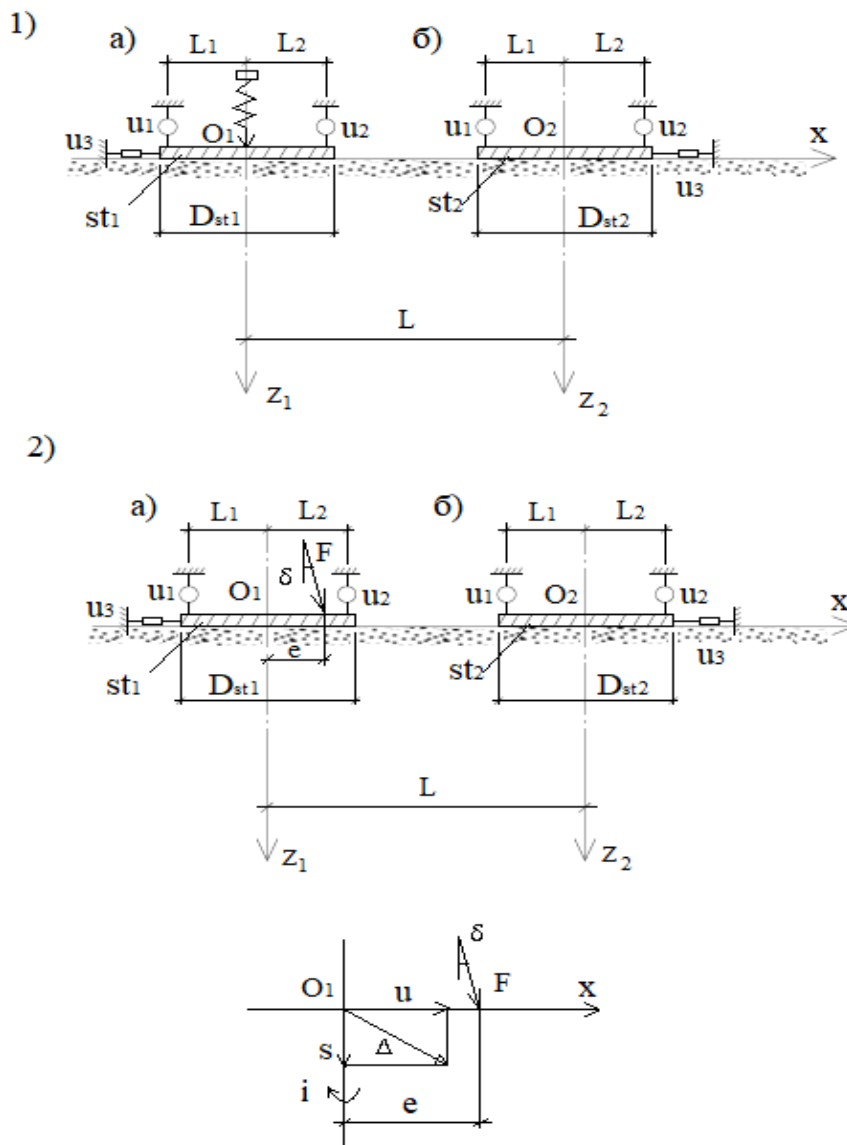 1)
а) L₁ L₂ б) L₁ L₂
u₁ O₁ u₂ u₁ O₂ u₂
u₃ x
st₁ Dst1 st₂ Dst2 u₃
L
z₁ z₂
2)
а) L₁ L₂ б) L₁ L₂
δ F
u₁ O₁ u₂ u₁ O₂ u₂
u₃ x
e u₃
st₁ Dst1 st₂ Dst2
L
z₁ z₂
δ
O₁ u F x
s Δ
i e